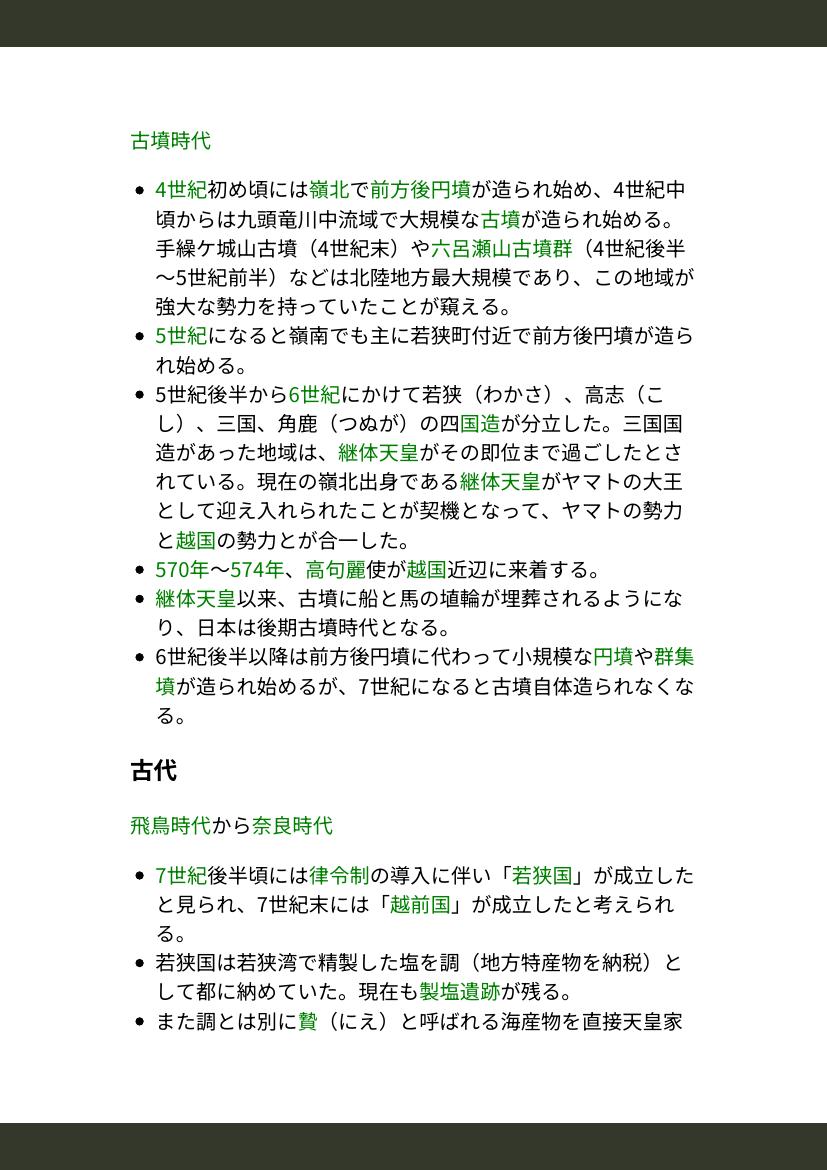 古墳時代
4世紀初め頃には嶺北で前方後円墳が造られ始め、4世紀中
頃からは九頭竜川中流域で大規模な古墳が造られ始める。
手繰ケ城山古墳（4世紀末）や六呂瀬山古墳群（4世紀後半
〜5世紀前半）などは北陸地方最大規模であり、この地域が
強大な勢力を持っていたことが窺える。
5世紀になると嶺南でも主に若狭町付近で前方後円墳が造ら
れ始める。
5世紀後半から6世紀にかけて若狭（わかさ）、高志（こ
し）、三国、角鹿（つぬが）の四国造が分立した。三国国
造があった地域は、継体天皇がその即位まで過ごしたとさ
れている。現在の嶺北出身である継体天皇がヤマトの大王
として迎え入れられたことが契機となって、ヤマトの勢力
と越国の勢力とが合一した。
570年〜574年、高句麗使が越国近辺に来着する。
継体天皇以来、古墳に船と馬の埴輪が埋葬されるようにな
り、日本は後期古墳時代となる。
6世紀後半以降は前方後円墳に代わって小規模な円墳や群集
墳が造られ始めるが、7世紀になると古墳自体造られなくな
る。
古代
飛鳥時代から奈良時代
7世紀後半頃には律令制の導入に伴い「若狭国」が成立した
と見られ、7世紀末には「越前国」が成立したと考えられ
る。
若狭国は若狭湾で精製した塩を調（地方特産物を納税）と
して都に納めていた。現在も製塩遺跡が残る。
また調とは別に贄（にえ）と呼ばれる海産物を直接天皇家